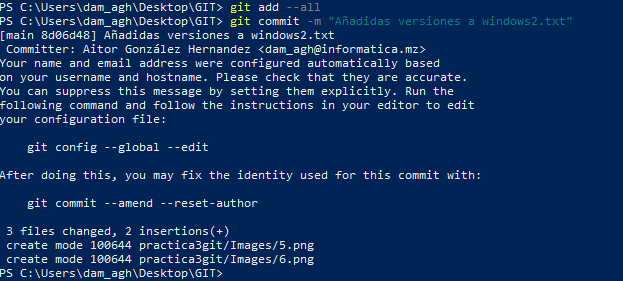 PS C:\Users\dam_agh\Desktop\GIT> git add --all
PS C:\Users\dam_agh\Desktop\GIT> git commit -m "Añadidas versiones a windows2.txt"
[main 8d06d48] Añadidas versiones a windows2.txt
 Committer: Aitor González Hernandez <dam_agh@informatica.mz>
Your name and email address were configured automatically based
on your username and hostname. Please check that they are accurate.
You can suppress this message by setting them explicitly. Run the
following command and follow the instructions in your editor to edit
your configuration file:

    git config --global --edit

After doing this, you may fix the identity used for this commit with:

    git commit --amend --reset-author

 3 files changed, 2 insertions(+)
 create mode 100644 practica3git/Images/5.png
 create mode 100644 practica3git/Images/6.png
PS C:\Users\dam_agh\Desktop\GIT>